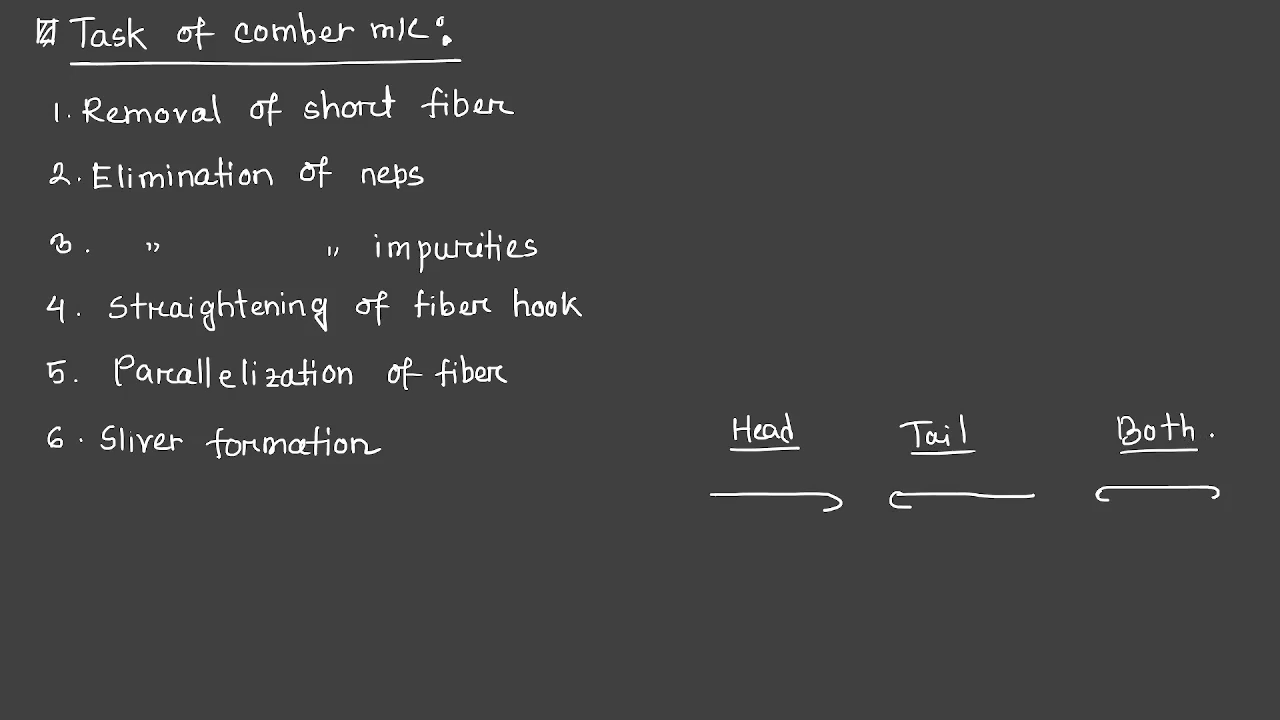 Task of comber m/c:
1. Removal of short fiber
2. Elimination of neps
3. " " impurities
4. Straightening of fiber hook
5. Parallelization of fiber
6. Sliver formation
Head Tail Both.